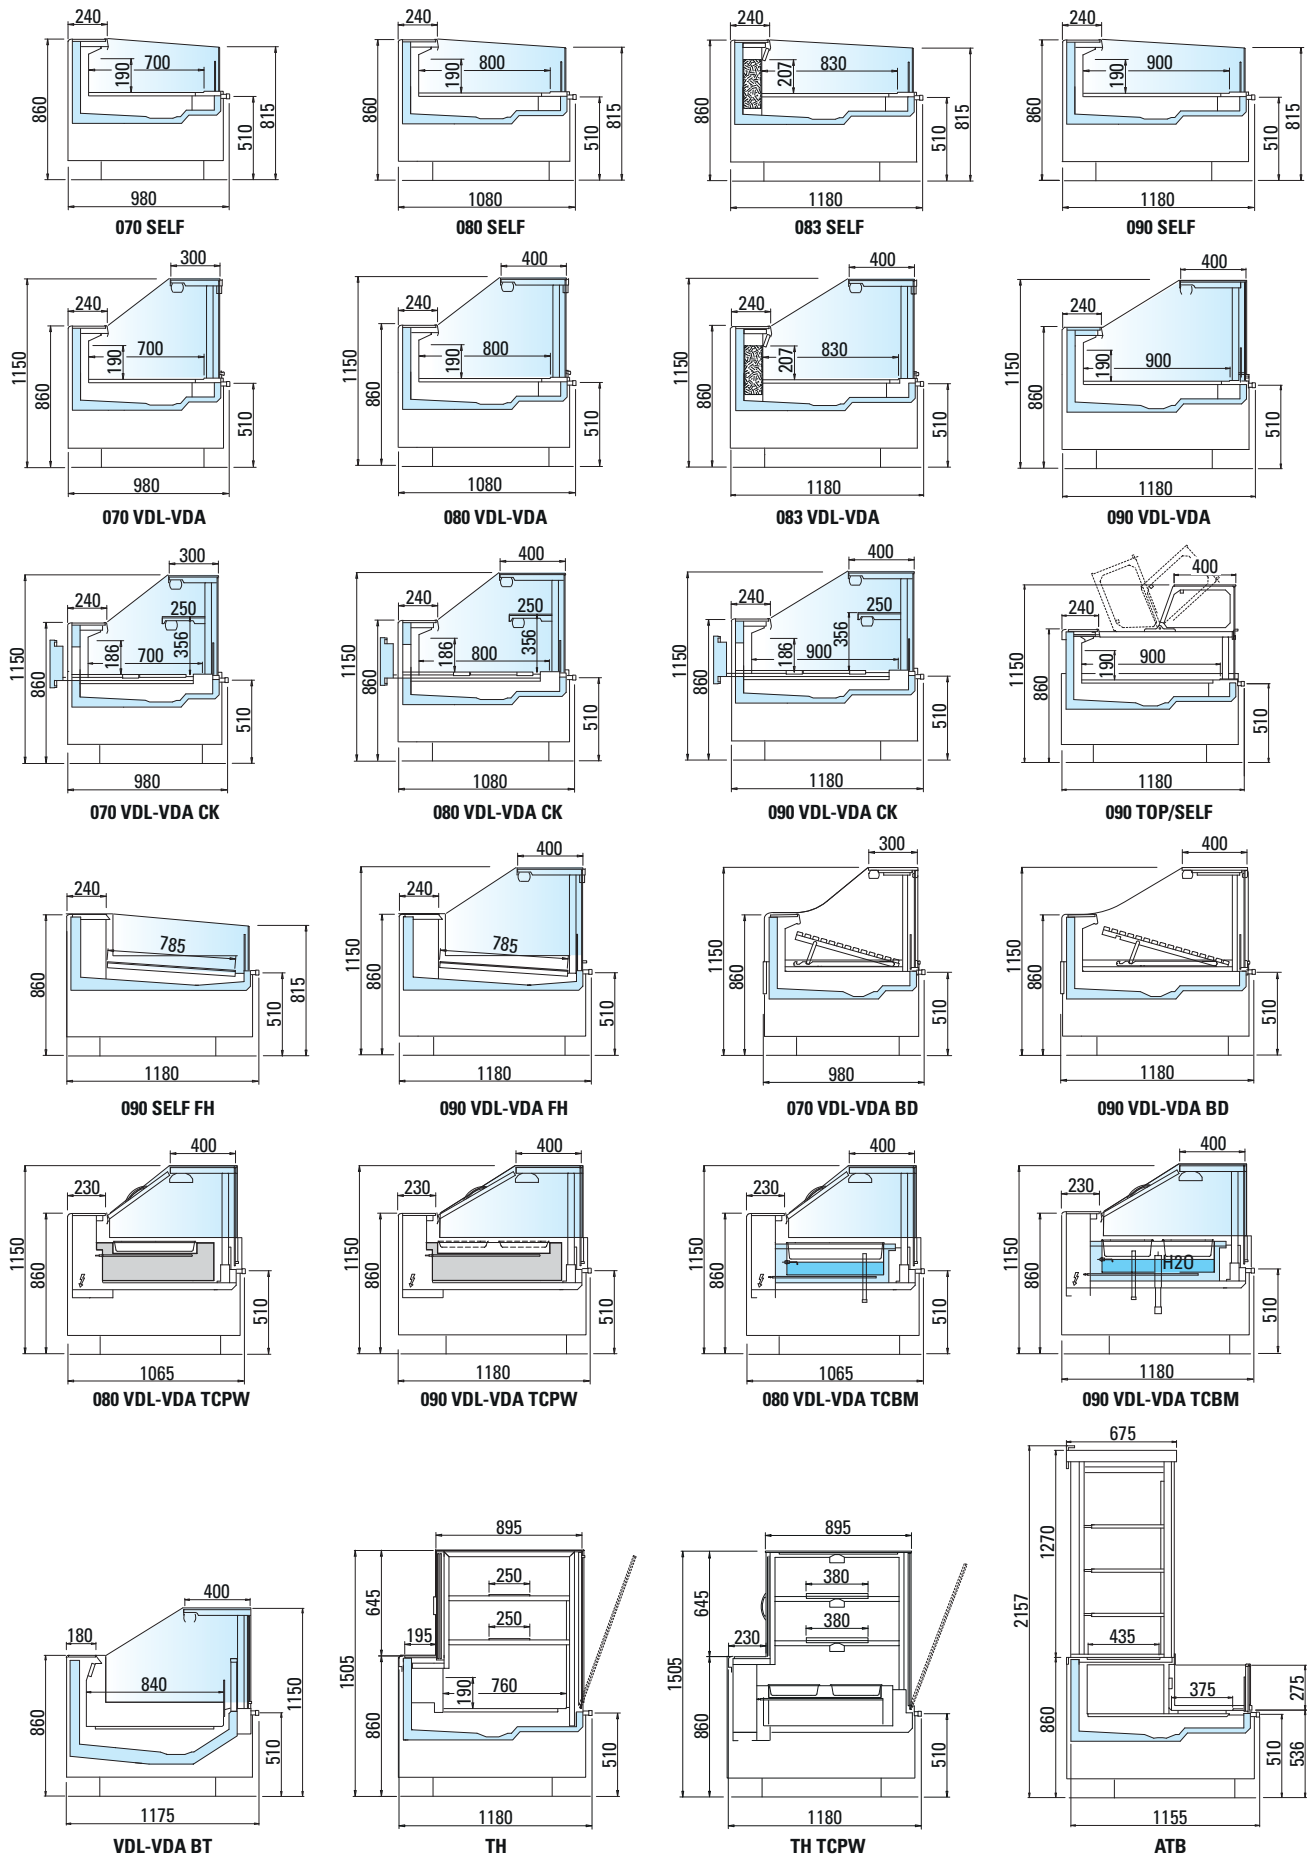 240 240 240 240
700 800 830 900
190 190 207 190
860 860 860 860
510 815 510 815 510 815 510 815
980 1080 1180 1180
070 SELF 080 SELF 083 SELF 090 SELF
300 400 400 400
240 240 240 240
700 800 830 900
190 190 207 190
1150 860 1150 860 1150 860 1150 860
510 510 510 510
980 1080 1180 1180
070 VDL-VDA 080 VDL-VDA 083 VDL-VDA 090 VDL-VDA
300 400 400 400
240 240 240 240
250 250 250
186 700 356 186 800 356 186 900 356 190 900
1150 860 1150 860 1150 860 1150 860
510 510 510 510
980 1080 1180 1180
070 VDL-VDA CK 080 VDL-VDA CK 090 VDL-VDA CK 090 TOP/SELF
400 300 400
240 240
785 785
860 1150 860 1150 860 1150 860
510 815 510 510 510
1180 1180 980 1180
090 SELF FH 090 VDL-VDA FH 070 VDL-VDA BD 090 VDL-VDA BD
400 400 400 400
230 230 230 230
H2O
1150 860 1150 860 1150 860 1150 860
510 510 510 510
1065 1180 1065 1180
080 VDL-VDA TCPW 090 VDL-VDA TCPW 080 VDL-VDA TCBM 090 VDL-VDA TCBM
675
895 895
250 380
1270
2157
400 645 250 645 380
180 195 230 435
840 1505 190 760 1505 375
860 1150 860 860 860 275
510 510 510 510 536
1175 1180 1180 1155
VDL-VDA BT TH TH TCPW ATB